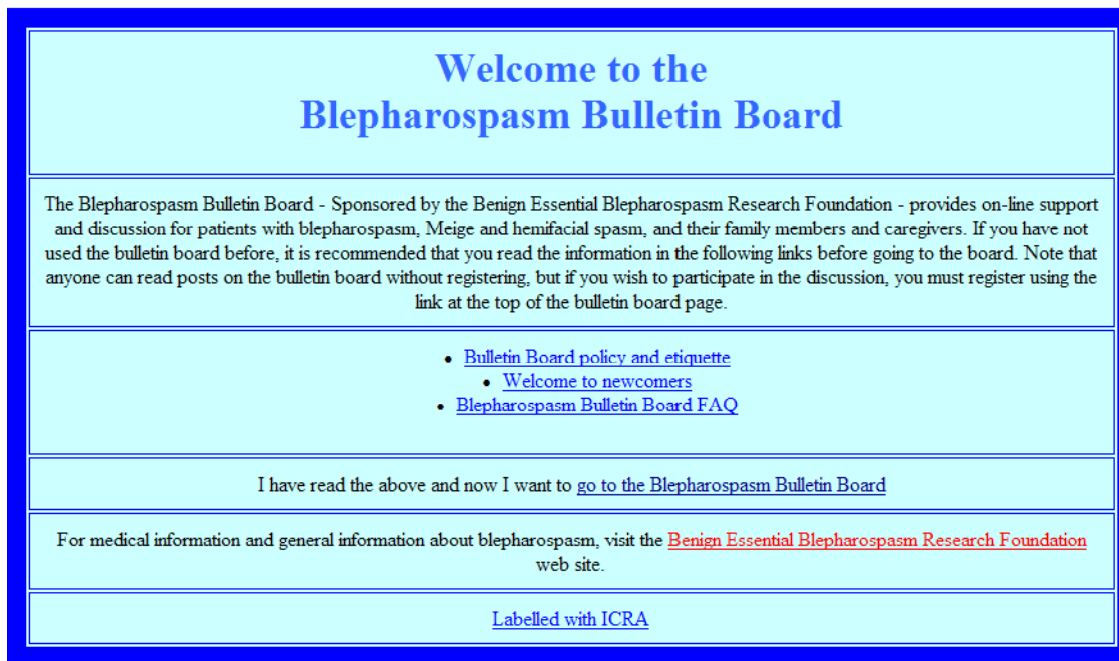 Welcome to the
Blepharospasm Bulletin Board
The Blepharospasm Bulletin Board - Sponsored by the Benign Essential Blepharospasm Research Foundation - provides on-line support
and discussion for patients with blepharospasm, Meige and hemifacial spasm, and their family members and caregivers. If you have not
used the bulletin board before, it is recommended that you read the information in the following links before going to the board. Note that
anyone can read posts on the bulletin board without registering, but if you wish to participate in the discussion, you must register using the
link at the top of the bulletin board page.
• Bulletin Board policy and etiquette
• Welcome to newcomers
• Blepharospasm Bulletin Board FAQ
I have read the above and now I want to go to the Blepharospasm Bulletin Board
For medical information and general information about blepharospasm, visit the Benign Essential Blepharospasm Research Foundation
web site.
Labelled with ICRA